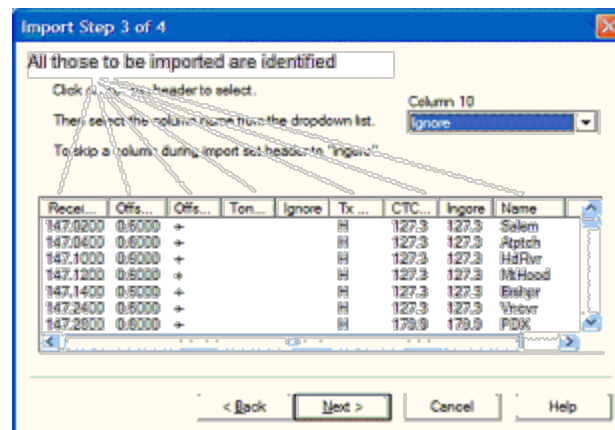 Import Step 3 of 4
All those to be imported are identified
Click on column header to select.
Column 10
Then select the column name from the dropdown list.
Ignore
To skip a column during import set header to "Ingore"
Recei... Offs... Offs... Ton... Ignore Tx ... CTC... Ingore Name
147.0200 0.6000 + H 127.3 127.3 Salem
147.0400 0.6000 + H 127.3 127.3
147.1000 0.6000 + H 127.3 127.3 HdRvr
147.1200 0.6000 + H 127.3 127.3 MtHood
147.1400 0.6000 + H 127.3 127.3
147.2400 0.6000 + H 127.3 127.3
147.2800 0.6000 + H 179.9 179.9 PDX
< Back Next > Cancel Help